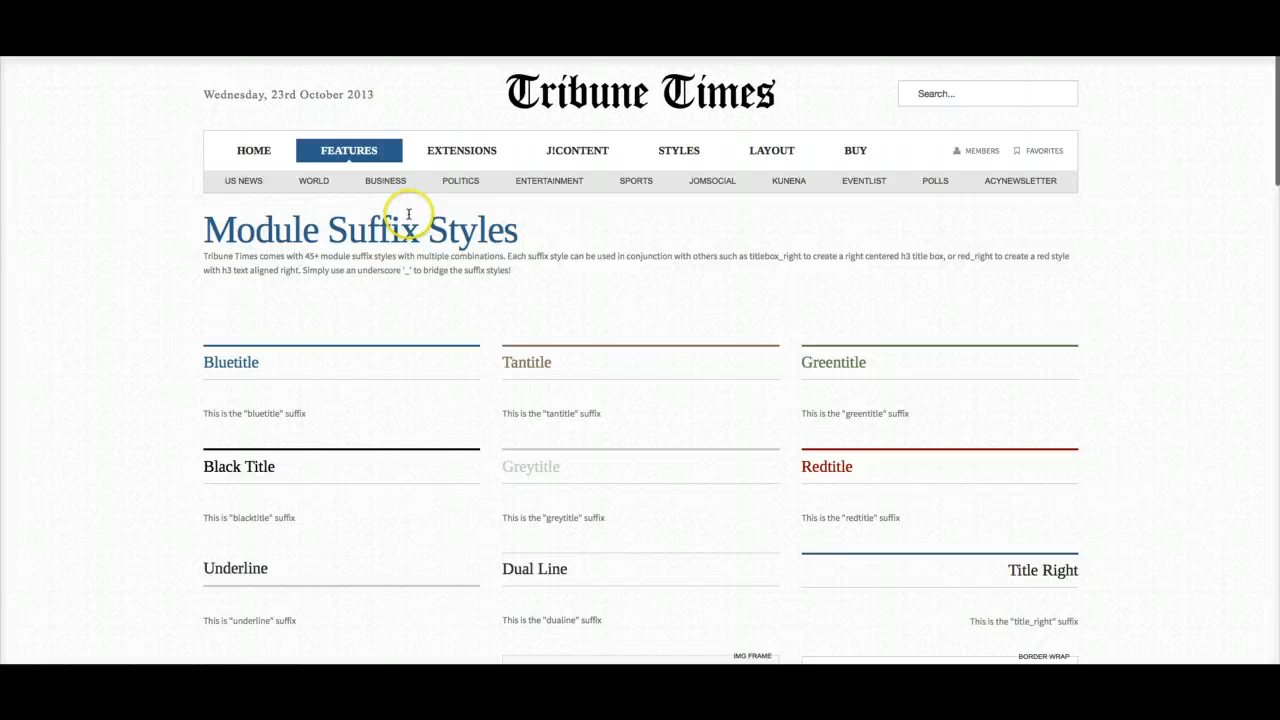 Wednesday, 23rd October 2013
Tribune Times
Search...
HOME FEATURES EXTENSIONS J!CONTENT STYLES LAYOUT BUY MEMBERS FAVORITES
US NEWS WORLD BUSINESS POLITICS ENTERTAINMENT SPORTS JOMSOCIAL KUNENA EVENTLIST POLLS ACYNEWSLETTER
Module Suffix Styles
Tribune Times comes with 45+ module suffix styles with multiple combinations. Each suffix style can be used in conjunction with others such as titlebox_right to create a right centered h3 title box, or red_right to create a red style
with h3 text aligned right. Simply use an underscore '_' to bridge the suffix styles!
Bluetitle Tantitle Greentitle
This is the "bluetitle" suffix This is the "tantitle" suffix This is the "greentitle" suffix
Black Title Greytitle Redtitle
This is "blacktitle" suffix This is the "greytitle" suffix This is the "redtitle" suffix
Underline Dual Line Title Right
This is "underline" suffix This is the "dualine" suffix This is the "title_right" suffix
IMG FRAME BORDER WRAP